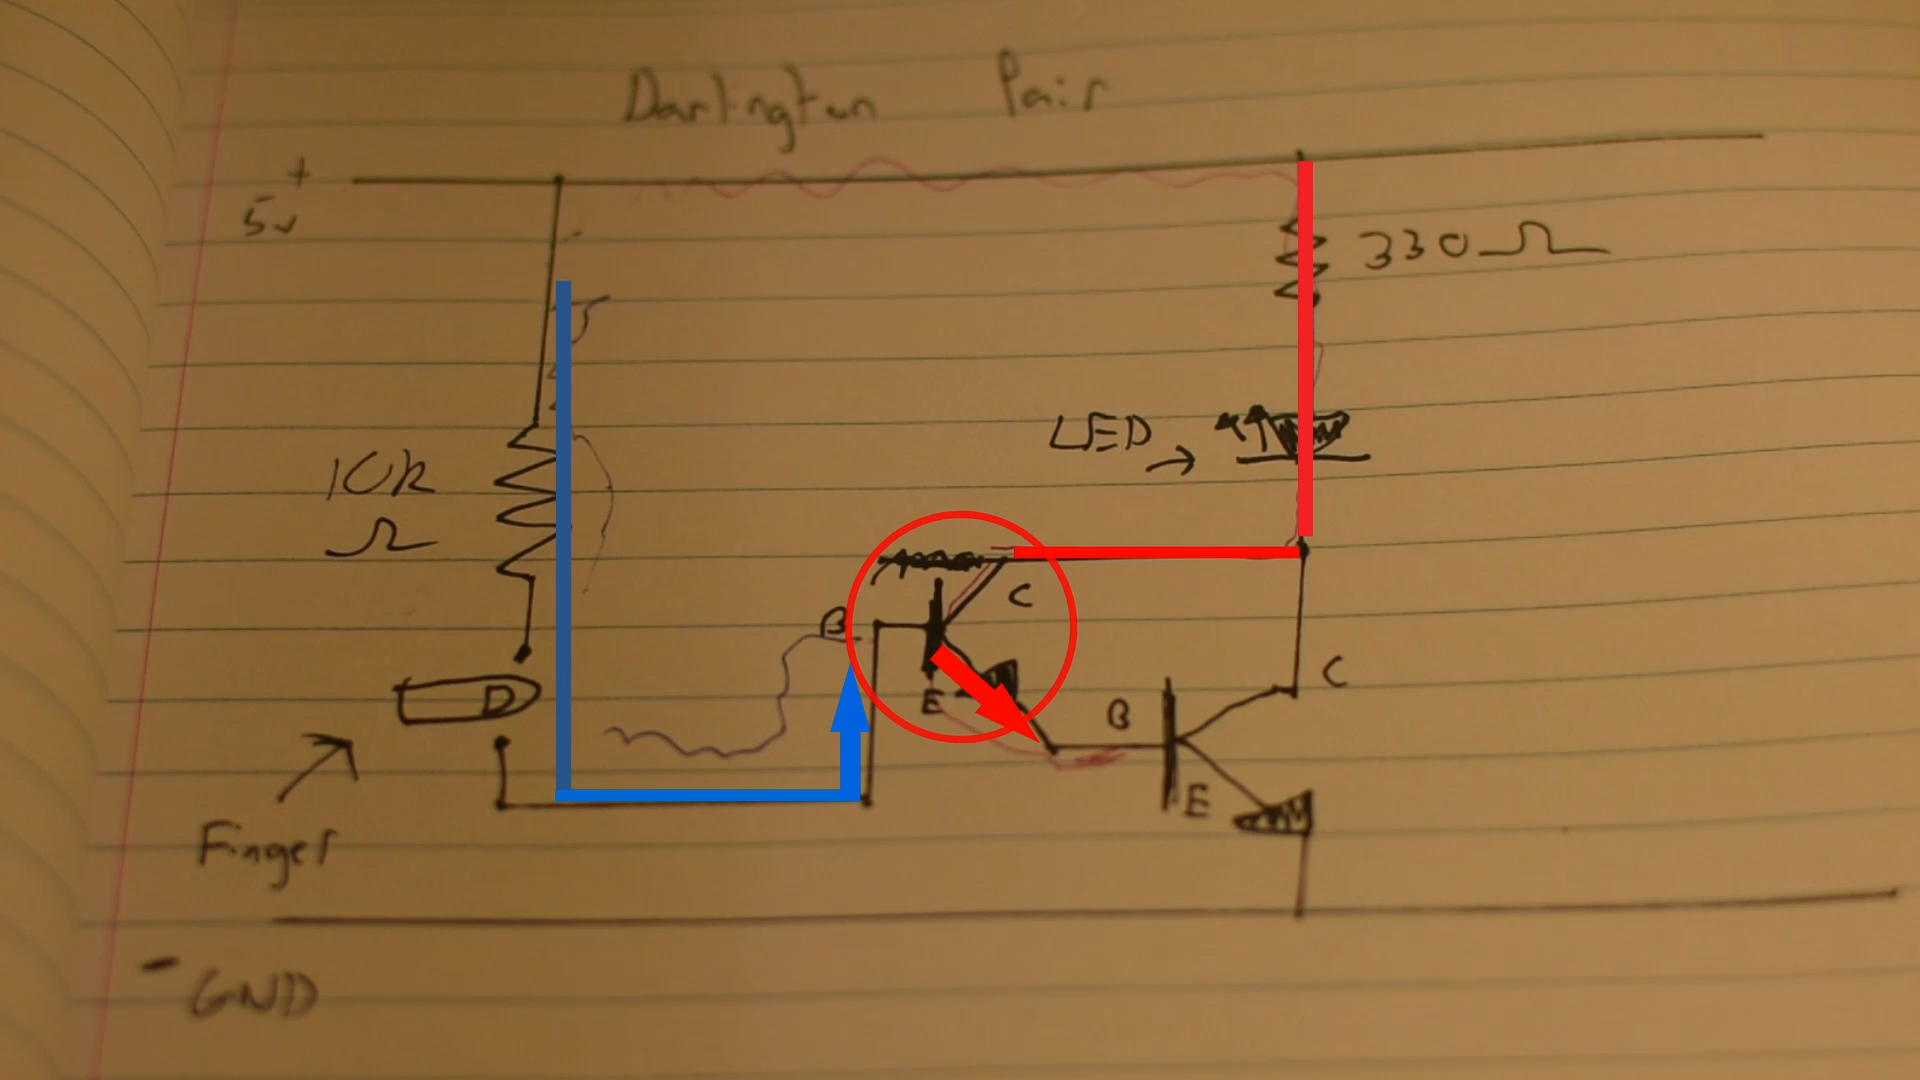 Darlington Pair
+
5v
330Ω
LED →
10k
Ω
C
B
E
C
B
E
Finger
- GND